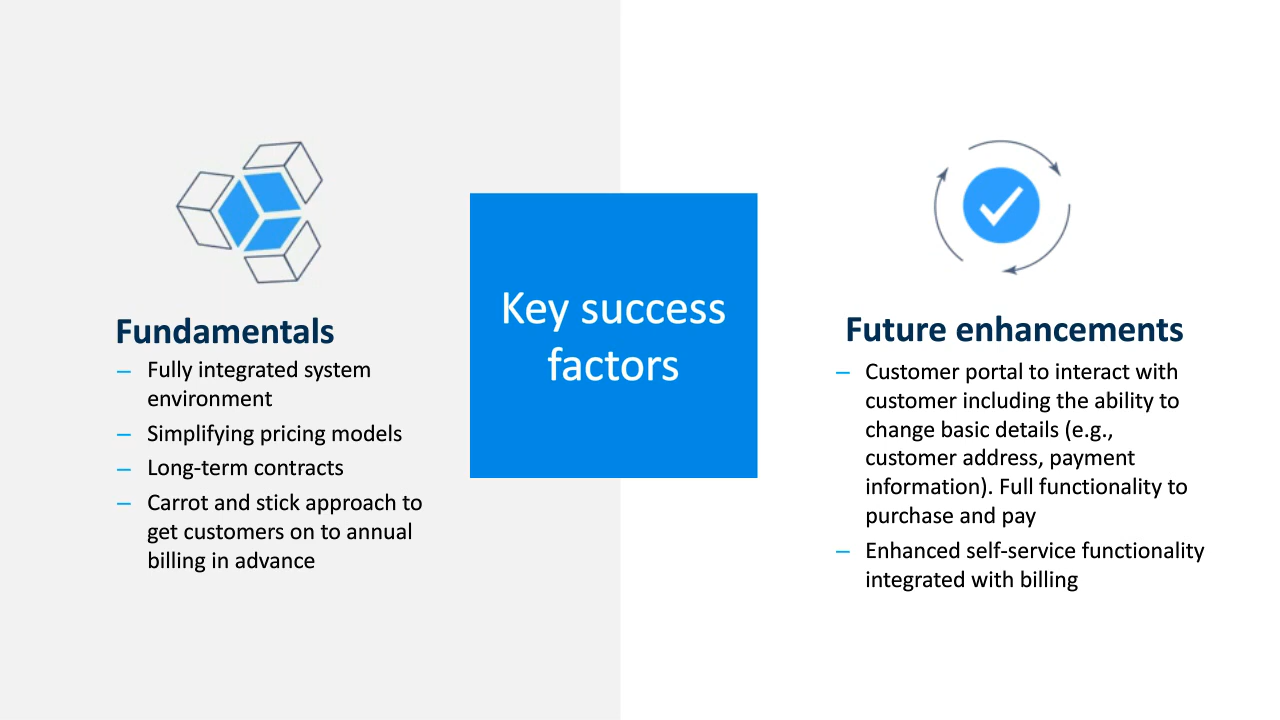 Key success
factors
Fundamentals
– Fully integrated system
environment
– Simplifying pricing models
– Long-term contracts
– Carrot and stick approach to
get customers on to annual
billing in advance
Future enhancements
– Customer portal to interact with
customer including the ability to
change basic details (e.g.,
customer address, payment
information). Full functionality to
purchase and pay
– Enhanced self-service functionality
integrated with billing